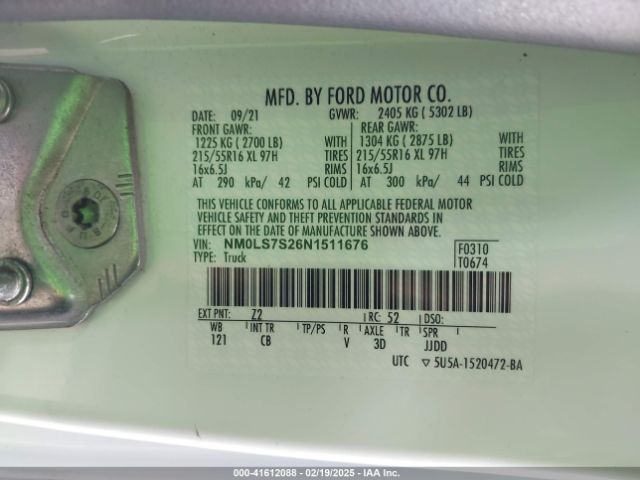 MFD. BY FORD MOTOR CO.
DATE: 09/21 GVWR: 2405 KG ( 5302 LB)
FRONT GAWR: REAR GAWR:
1225 KG ( 2700 LB) WITH 1304 KG ( 2875 LB) WITH
215/55R16 XL 97H TIRES 215/55R16 XL 97H TIRES
16x6.5J RIMS 16x6.5J RIMS
AT 290 kPa/ 42 PSI COLD AT 300 kPa/ 44 PSI COLD
THIS VEHICLE CONFORMS TO ALL APPLICABLE FEDERAL MOTOR
VEHICLE SAFETY AND THEFT PREVENTION STANDARDS IN
EFFECT ON THE DATE OF MANUFACTURE SHOWN ABOVE.
VIN: NM0LS7S26N1511676
TYPE: Truck
F0310
T0674
EXT PNT: Z2 RC: 52 DSO:
WB INT TR TP/PS R AXLE TR SPR
121 CB V 3D JJDD
UTC ▽ 5U5A-1520472-BA
000-41612088 - 02/19/2025 - IAA Inc.